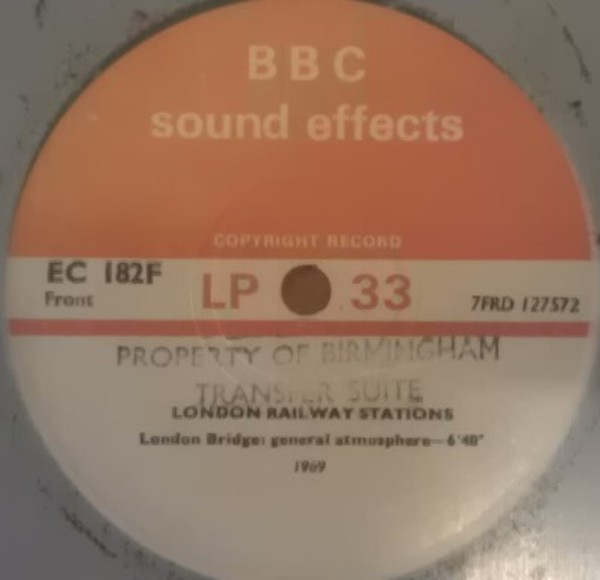 BBC
sound effects
COPYRIGHT RECORD
EC 182F
Front
LP 33
7FRD 127572
PROPERTY OF BIRMINGHAM
TRANSFER SUITE
LONDON RAILWAY STATIONS
London Bridge: general atmosphere—6'40"
1969